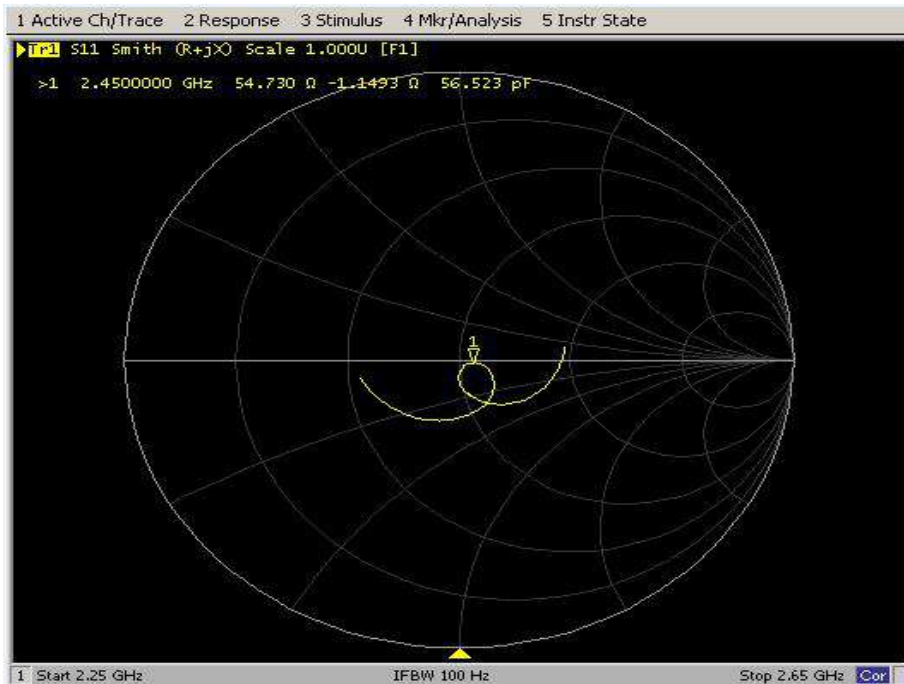 1 Active Ch/Trace 2 Response 3 Stimulus 4 Mkr/Analysis 5 Instr State
Tr1 S11 Smith (R+jX) Scale 1.000U [F1]
>1 2.4500000 GHz 54.730 Ω -1.1493 Ω 56.523 pF
1
1 Start 2.25 GHz IFBW 100 Hz Stop 2.65 GHz Cor